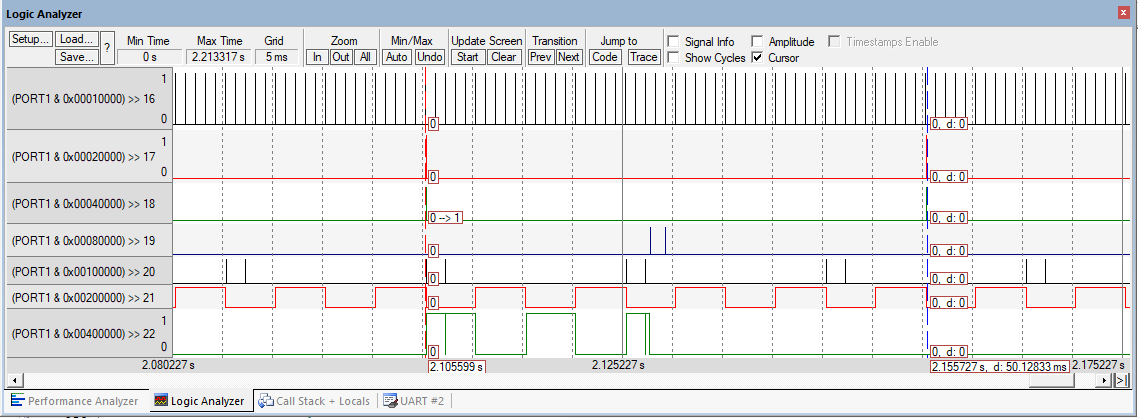 Logic Analyzer
Setup... Load... ? Min Time Max Time Grid Zoom Min/Max Update Screen Transition Jump to Signal Info Amplitude Timestamps Enable
Save... 0 s 2.213317 s 5 ms In Out All Auto Undo Start Clear Prev Next Code Trace Show Cycles Cursor
1
(PORT1 & 0x00010000) >> 16
0 0 0, d: 0
1
(PORT1 & 0x00020000) >> 17
0 0 0, d: 0
(PORT1 & 0x00040000) >> 18
0 --> 1 0, d: 0
(PORT1 & 0x00080000) >> 19
0 0, d: 0
(PORT1 & 0x00100000) >> 20
0 0, d: 0
(PORT1 & 0x00200000) >> 21 0 0, d: 0
1
(PORT1 & 0x00400000) >> 22
0 0 0, d: 0
2.080227 s 2.105599 s 2.125227 s 2.155727 s, d: 50.12833 ms 2.175227 s
Performance Analyzer Logic Analyzer Call Stack + Locals UART #2